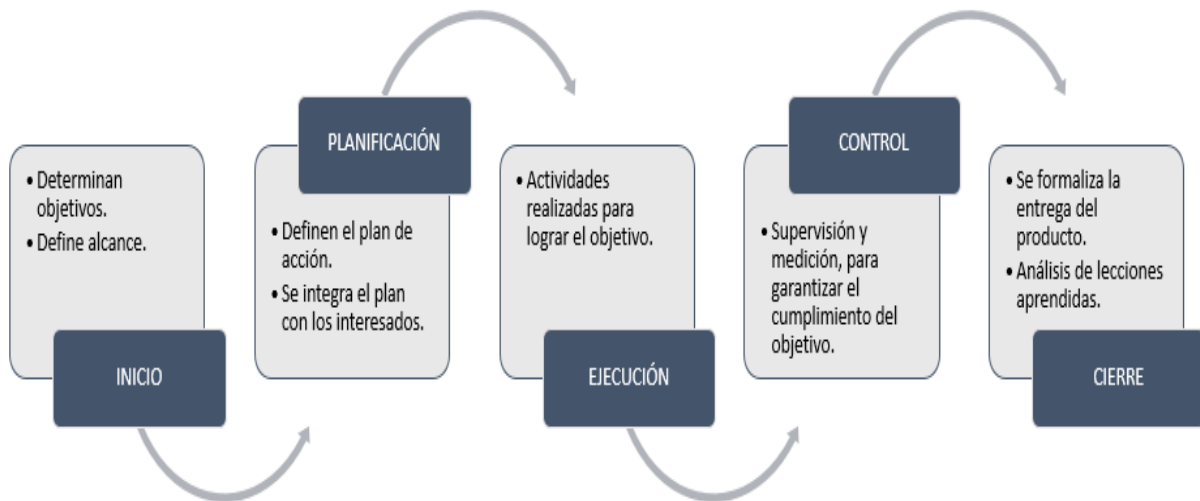 • Determinan
objetivos.
• Define alcance.
INICIO
PLANIFICACIÓN
• Definen el plan de
acción.
• Se integra el plan
con los interesados.
• Actividades
realizadas para
lograr el objetivo.
EJECUCIÓN
CONTROL
• Supervisión y
medición, para
garantizar el
cumplimiento del
objetivo.
• Se formaliza la
entrega del
producto.
• Análisis de lecciones
aprendidas.
CIERRE